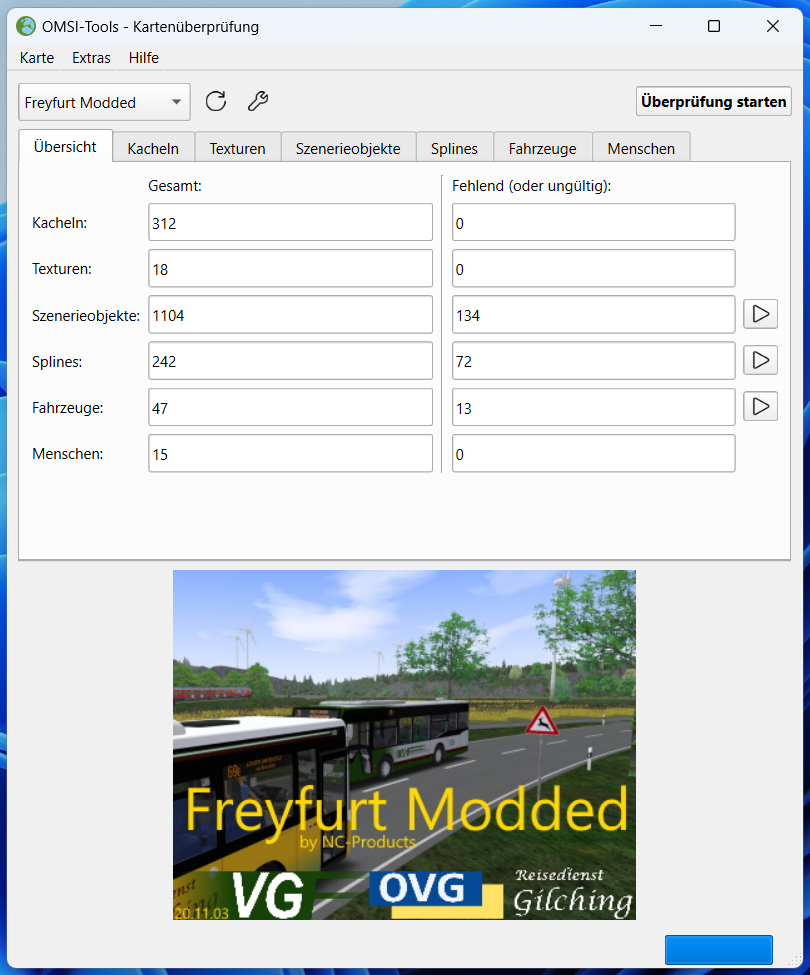 OMSI-Tools - Kartenüberprüfung
Karte Extras Hilfe
Freyfurt Modded Überprüfung starten
Übersicht Kacheln Texturen Szenerieobjekte Splines Fahrzeuge Menschen
Gesamt: Fehlend (oder ungültig):
Kacheln: 312 0
Texturen: 18 0
Szenerieobjekte: 1104 134
Splines: 242 72
Fahrzeuge: 47 13
Menschen: 15 0
69e
Freyfurt Modded
by NC-Products
VG OVG Reisedienst
Gilching
20.11.03